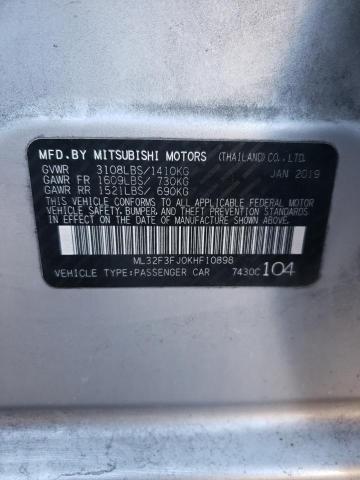 MFD.BY MITSUBISHI MOTORS (THAILAND) CO.,LTD.
GVWR 3108LBS/1410KG JAN 2019
GAWR FR 1609LBS/ 730KG
GAWR RR 1521LBS/ 690KG
THIS VEHICLE CONFORMS TO ALL APPLICABLE FEDERAL MOTOR
VEHICLE SAFETY, BUMPER, AND THEFT PREVENTION STANDARDS
IN EFFECT ON THE DATE OF MANUFACTURE SHOWN ABOVE.
ML32F3FJ0KHF10898
VEHICLE TYPE:PASSENGER CAR 7430C 104